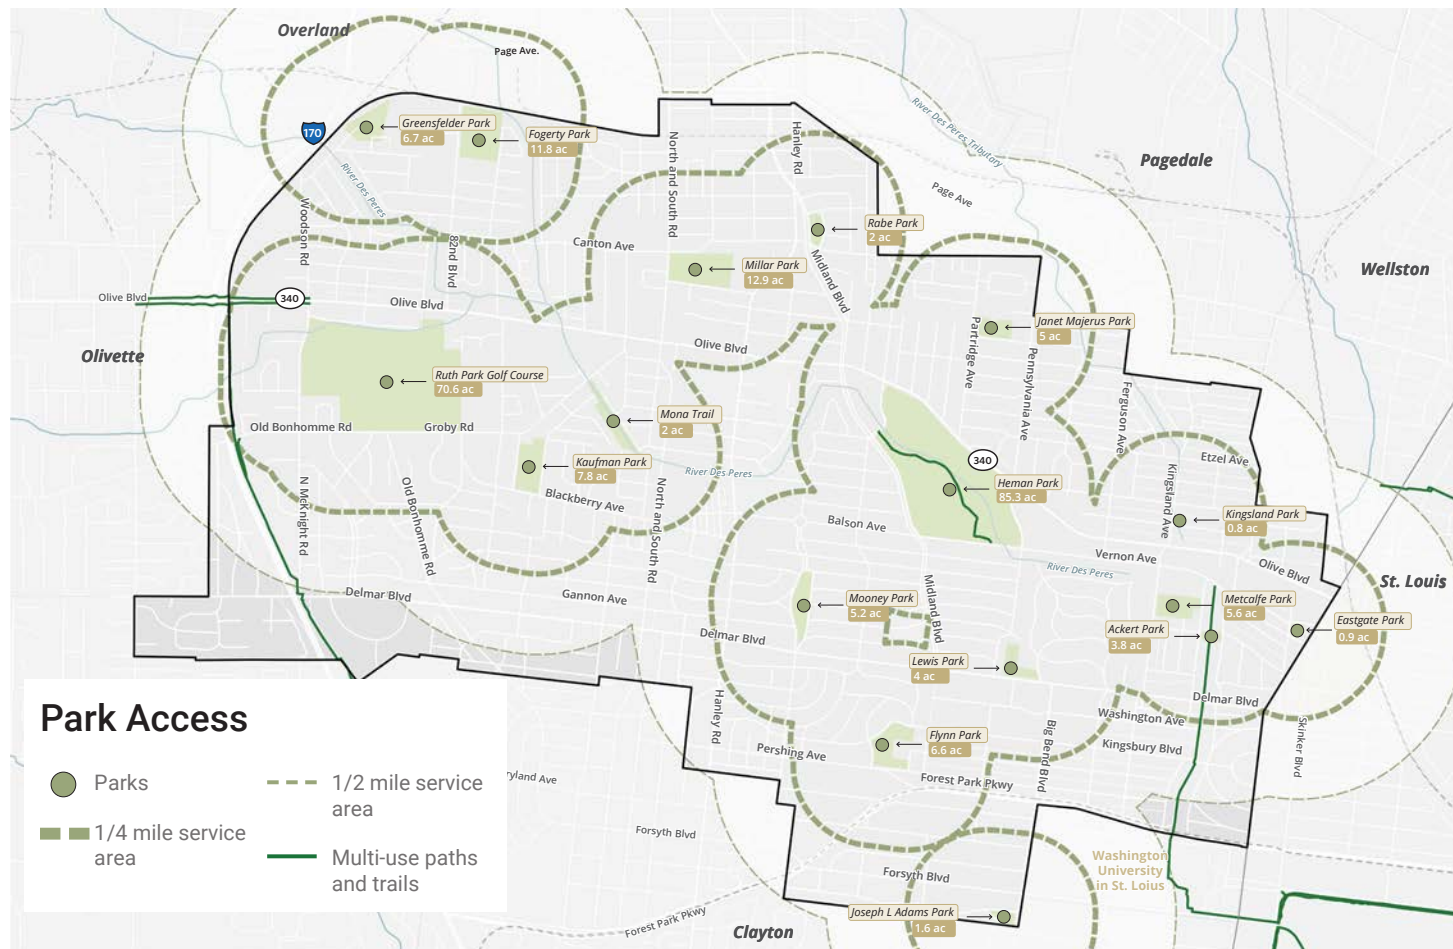 Overland
Page Ave.
170
Greensfelder Park
6.7 ac
Fogerty Park
11.8 ac
River Des Peres
Woodson Rd
82nd Blvd
North and South Rd
Hanley Rd
River Des Peres Tributary
Page Ave
Pagedale
Wellston
Canton Ave
Rabe Park
2 ac
Millar Park
12.9 ac
Midland Blvd
Olive Blvd
340
Olive Blvd
Olivette
Olive Blvd
Janet Majerus Park
5 ac
Partridge Ave
Pennsylvania Ave
Ferguson Ave
Ruth Park Golf Course
70.6 ac
Old Bonhomme Rd
Groby Rd
Mona Trail
2 ac
Kaufman Park
7.8 ac
River Des Peres
Blackberry Ave
N McKnight Rd
Old Bonhomme Rd
North and South Rd
340
Heman Park
85.3 ac
Etzel Ave
Kingsland Ave
Kingsland Park
0.8 ac
Balson Ave
Vernon Ave
River Des Peres
Olive Blvd
St. Louis
Delmar Blvd
Gannon Ave
Mooney Park
5.2 ac
Midland Blvd
Delmar Blvd
Metcalfe Park
5.6 ac
Ackert Park
3.8 ac
Eastgate Park
0.9 ac
Lewis Park
4 ac
Delmar Blvd
Washington Ave
Kingsbury Blvd
Skinker Blvd
Hanley Rd
Pershing Ave
Flynn Park
6.6 ac
Big Bend Blvd
Forest Park Pkwy
Park Access
Parks
1/4 mile service
area
1/2 mile service
area
Multi-use paths
and trails
ryland Ave
Forsyth Blvd
Forsyth Blvd
Washington
University
in St. Loius
Joseph L Adams Park
1.6 ac
Forest Park Pkwy
Clayton